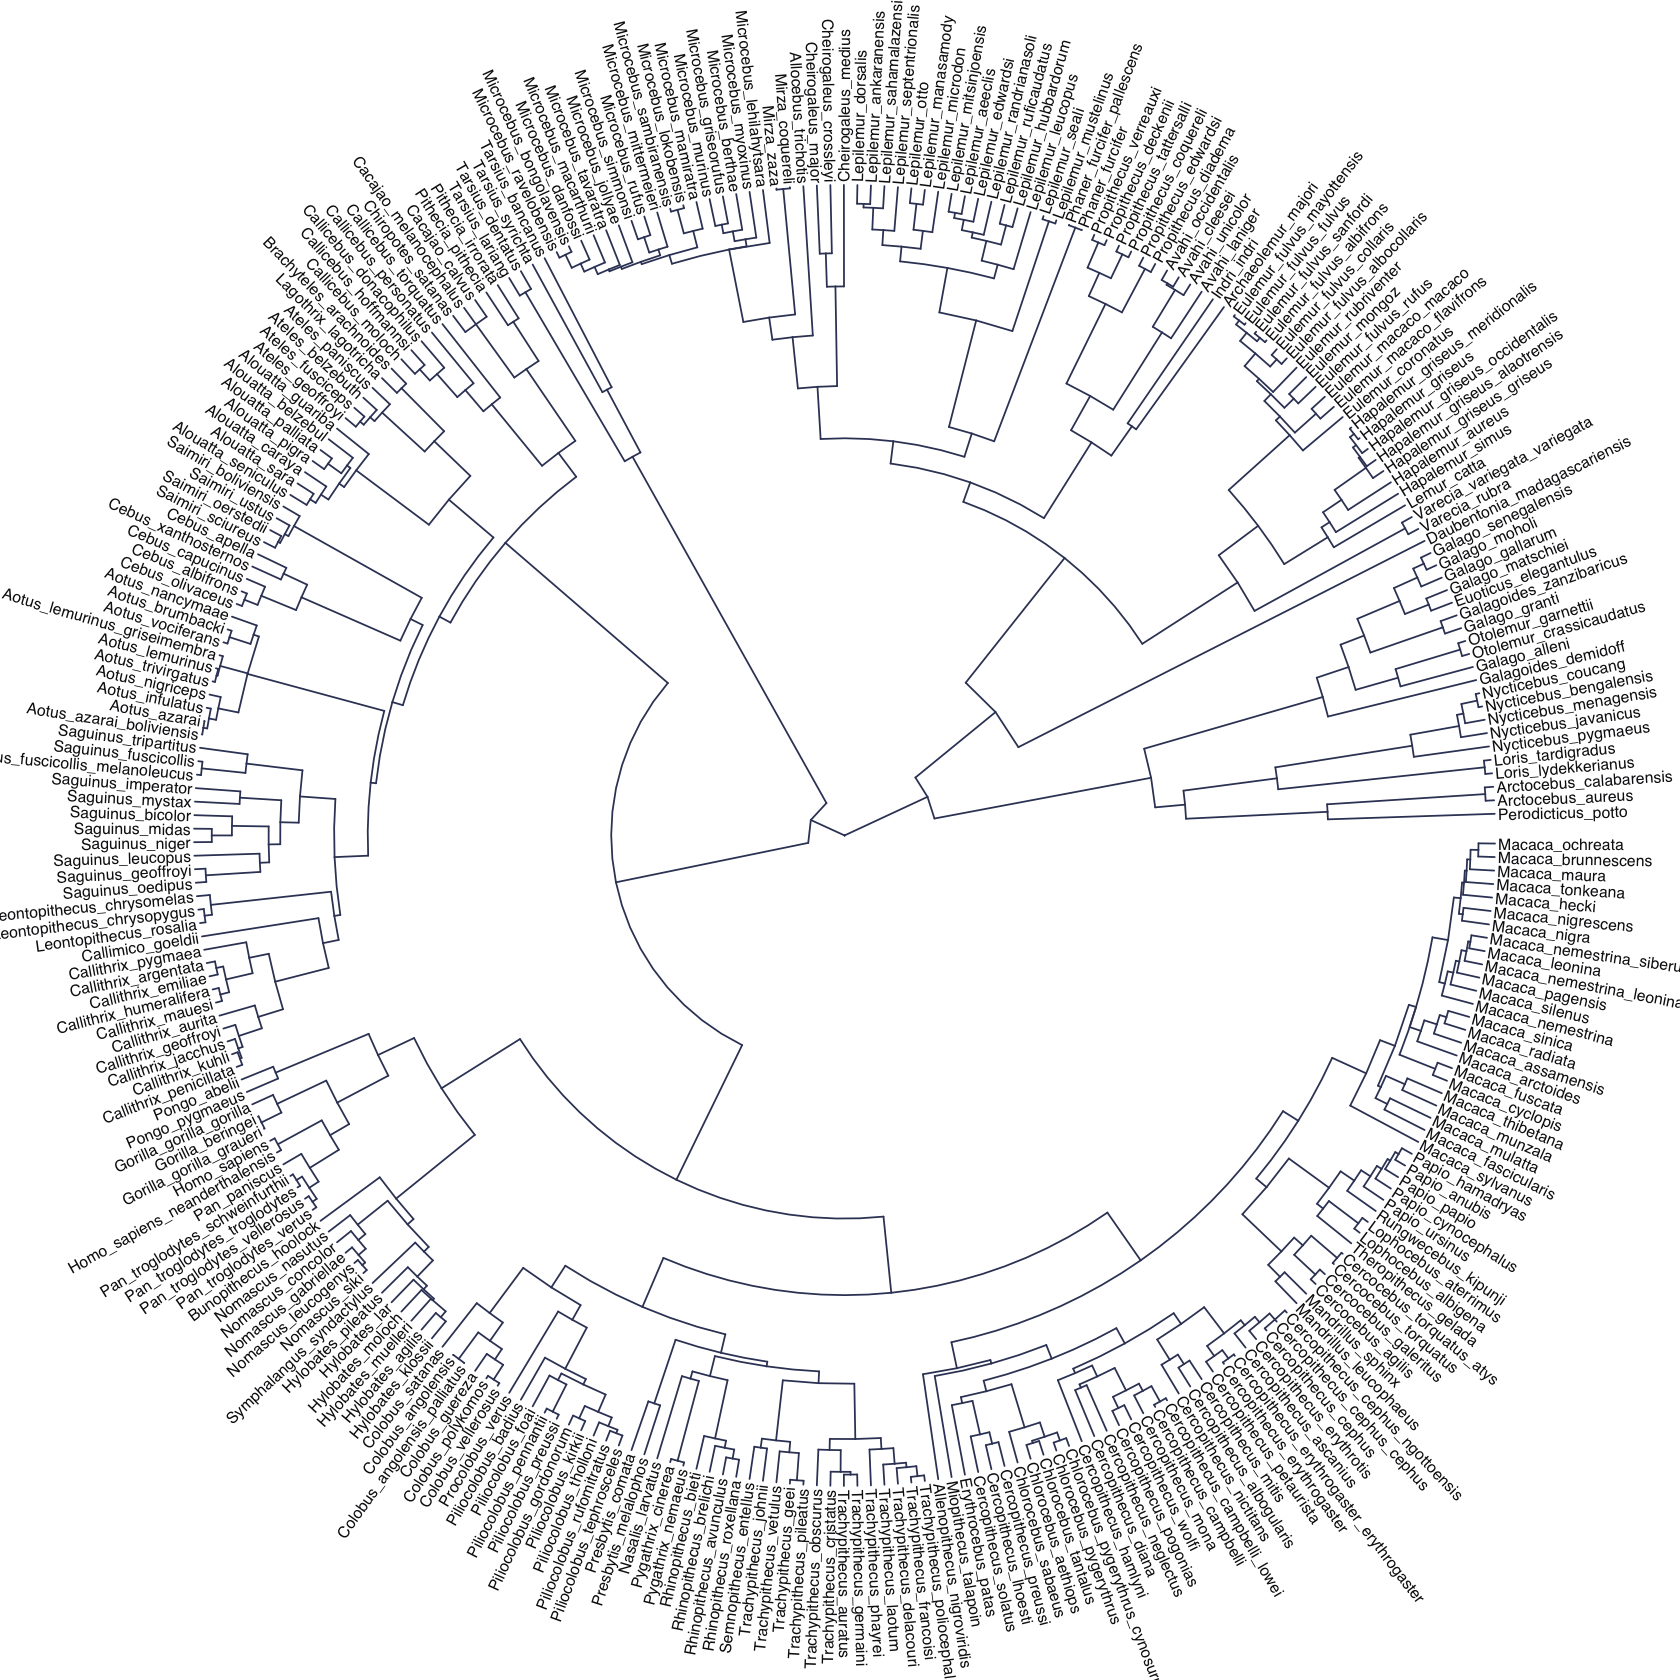 Macaca_ochreata
Macaca_brunnescens
Macaca_maura
Macaca_tonkeana
Macaca_hecki
Macaca_nigrescens
Macaca_nigra
Macaca_nemestrina_siberu
Macaca_leonina
Macaca_nemestrina_leonina
Macaca_pagensis
Macaca_silenus
Macaca_nemestrina
Macaca_sinica
Macaca_radiata
Macaca_assamensis
Macaca_arctoides
Macaca_fuscata
Macaca_cyclopis
Macaca_thibetana
Macaca_munzala
Macaca_mulatta
Macaca_fascicularis
Macaca_sylvanus
Papio_hamadryas
Papio_anubis
Papio_papio
Papio_cynocephalus
Papio_ursinus
Rungwecebus_kipunji
Lophocebus_aterrimus
Lophocebus_albigena
Theropithecus_gelada
Cercocebus_torquatus_atys
Cercocebus_torquatus
Cercocebus_galeritus
Cercocebus_agilis
Mandrillus_sphinx
Mandrillus_leucophaeus
Cercopithecus_cephus_ngottoensis
Cercopithecus_cephus_cephus
Cercopithecus_cephus
Cercopithecus_erythrotis
Cercopithecus_ascanius
Cercopithecus_erythrogaster_erythrogaster
Cercopithecus_erythrogaster
Cercopithecus_petaurista
Cercopithecus_mitis
Cercopithecus_albogularis
Cercopithecus_nictitans
Cercopithecus_campbelli_lowei
Cercopithecus_campbelli
Cercopithecus_mona
Cercopithecus_wolfi
Cercopithecus_pogonias
Cercopithecus_neglectus
Cercopithecus_diana
Cercopithecus_hamlyni
Chlorocebus_pygerythrus_cynosur
Chlorocebus_pygerythrus
Chlorocebus_tantalus
Chlorocebus_aethiops
Chlorocebus_sabaeus
Cercopithecus_preussi
Cercopithecus_lhoesti
Cercopithecus_solatus
Erythrocebus_patas
Miopithecus_talapoin
Allenopithecus_nigroviridis
Trachypithecus_poliocephal
Trachypithecus_francoisi
Trachypithecus_delacouri
Trachypithecus_laotum
Trachypithecus_phayrei
Trachypithecus_germaini
Trachypithecus_auratus
Trachypithecus_cristatus
Trachypithecus_obscurus
Trachypithecus_pileatus
Trachypithecus_geei
Trachypithecus_vetulus
Trachypithecus_johnii
Semnopithecus_entellus
Rhinopithecus_roxellana
Rhinopithecus_avunculus
Rhinopithecus_brelichi
Rhinopithecus_bieti
Pygathrix_nemaeus
Pygathrix_cinerea
Nasalis_larvatus
Presbytis_melalophos
Presbytis_comata
Piliocolobus_tephrosceles
Piliocolobus_rufomitratus
Piliocolobus_tholloni
Piliocolobus_kirkii
Piliocolobus_gordonorum
Piliocolobus_preussi
Piliocolobus_pennantii
Piliocolobus_foai
Piliocolobus_badius
Procolobus_verus
Colobus_vellerosus
Colobus_polykomos
Colobus_guereza
Colobus_angolensis_palliatus
Colobus_angolensis
Colobus_satanas
Hylobates_klossii
Hylobates_agilis
Hylobates_muelleri
Hylobates_moloch
Hylobates_lar
Hylobates_pileatus
Symphalangus_syndactylus
Nomascus_siki
Nomascus_leucogenys
Nomascus_gabriellae
Nomascus_concolor
Nomascus_nasutus
Bunopithecus_hoolock
Pan_troglodytes_verus
Pan_troglodytes_vellerosus
Pan_troglodytes_troglodytes
Pan_troglodytes_schweinfurthii
Pan_paniscus
Homo_sapiens_neanderthalensis
Homo_sapiens
Gorilla_gorilla_graueri
Gorilla_beringei
Gorilla_gorilla_gorilla
Pongo_pygmaeus
Pongo_abelii
Callithrix_penicillata
Callithrix_kuhlii
Callithrix_jacchus
Callithrix_geoffroyi
Callithrix_aurita
Callithrix_mauesi
Callithrix_humeralifera
Callithrix_emiliae
Callithrix_argentata
Callithrix_pygmaea
Callimico_goeldii
Leontopithecus_rosalia
eontopithecus_chrysopygus
eontopithecus_chrysomelas
Saguinus_oedipus
Saguinus_geoffroyi
Saguinus_leucopus
Saguinus_niger
Saguinus_midas
Saguinus_bicolor
Saguinus_mystax
Saguinus_imperator
us_fuscicollis_melanoleucus
Saguinus_fuscicollis
Saguinus_tripartitus
Aotus_azarai_boliviensis
Aotus_azarai
Aotus_infulatus
Aotus_nigriceps
Aotus_trivirgatus
Aotus_lemurinus
Aotus_lemurinus_griseimembra
Aotus_vociferans
Aotus_brumbacki
Aotus_nancymaae
Cebus_olivaceus
Cebus_albifrons
Cebus_capucinus
Cebus_xanthosternos
Cebus_apella
Saimiri_sciureus
Saimiri_oerstedii
Saimiri_ustus
Saimiri_boliviensis
Alouatta_seniculus
Alouatta_sara
Alouatta_caraya
Alouatta_pigra
Alouatta_palliata
Alouatta_belzebul
Alouatta_guariba
Ateles_geoffroyi
Ateles_fusciceps
Ateles_belzebuth
Ateles_paniscus
Lagothrix_lagotricha
Brachyteles_arachnoides
Callicebus_moloch
Callicebus_hoffmannsi
Callicebus_donacophilus
Callicebus_personatus
Callicebus_torquatus
Chiropotes_satanas
Cacajao_melanocephalus
Cacajao_calvus
Pithecia_pithecia
Pithecia_irrorata
Tarsius_lariang
Tarsius_dentatus
Tarsius_syrichta
Tarsius_bancanus
Microcebus_ravelobensis
Microcebus_bongolavensis
Microcebus_danfossi
Microcebus_macarthurii
Microcebus_tavaratra
Microcebus_jollyae
Microcebus_simmonsi
Microcebus_rufus
Microcebus_mittermeieri
Microcebus_sambiranensis
Microcebus_lokobensis
Microcebus_mamiratra
Microcebus_murinus
Microcebus_griseorufus
Microcebus_berthae
Microcebus_myoxinus
Microcebus_lehilahytsara
Mirza_zaza
Mirza_coquereli
Allocebus_trichotis
Cheirogaleus_major
Cheirogaleus_crossleyi
Cheirogaleus_medius
Lepilemur_dorsalis
Lepilemur_ankaranensis
Lepilemur_sahamalazensi
Lepilemur_septentrionalis
Lepilemur_otto
Lepilemur_manasamody
Lepilemur_microdon
Lepilemur_mitsinjoensis
Lepilemur_aeeclis
Lepilemur_edwardsi
Lepilemur_randrianasoli
Lepilemur_ruficaudatus
Lepilemur_hubbardorum
Lepilemur_leucopus
Lepilemur_seali
Lepilemur_mustelinus
Phaner_furcifer_pallescens
Phaner_furcifer
Propithecus_verreauxi
Propithecus_deckenii
Propithecus_tattersalli
Propithecus_coquereli
Propithecus_edwardsi
Propithecus_diadema
Avahi_occidentalis
Avahi_cleesei
Avahi_unicolor
Avahi_laniger
Indri_indri
Archaeolemur_majori
Eulemur_fulvus_mayottensis
Eulemur_fulvus_fulvus
Eulemur_fulvus_sanfordi
Eulemur_fulvus_albifrons
Eulemur_fulvus_collaris
Eulemur_fulvus_albocollaris
Eulemur_rubriventer
Eulemur_mongoz
Eulemur_fulvus_rufus
Eulemur_macaco_macaco
Eulemur_macaco_flavifrons
Eulemur_coronatus
Hapalemur_griseus_meridionalis
Hapalemur_griseus
Hapalemur_griseus_occidentalis
Hapalemur_griseus_alaotrensis
Hapalemur_griseus_griseus
Hapalemur_aureus
Hapalemur_simus
Lemur_catta
Varecia_variegata_variegata
Varecia_rubra
Daubentonia_madagascariensis
Galago_senegalensis
Galago_moholi
Galago_gallarum
Galago_matschiei
Euoticus_elegantulus
Galagoides_zanzibaricus
Galago_granti
Otolemur_garnettii
Otolemur_crassicaudatus
Galago_alleni
Galagoides_demidoff
Nycticebus_coucang
Nycticebus_bengalensis
Nycticebus_menagensis
Nycticebus_javanicus
Nycticebus_pygmaeus
Loris_tardigradus
Loris_lydekkerianus
Arctocebus_calabarensis
Arctocebus_aureus
Perodicticus_potto